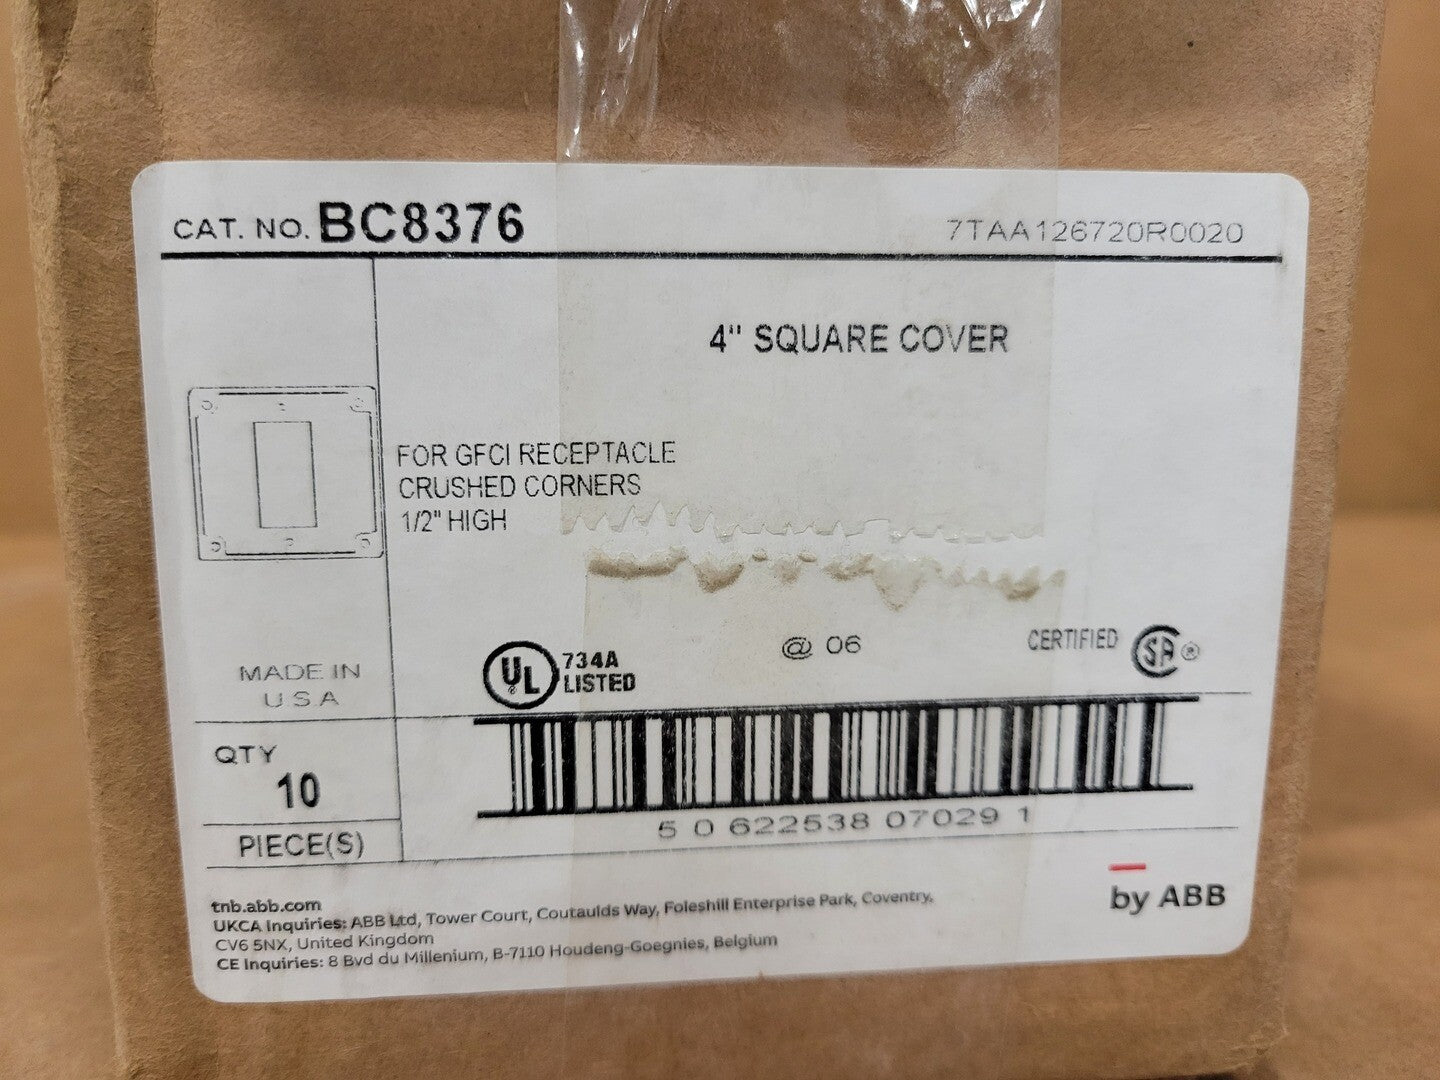 CAT. NO. BC8376
7TAA126720R0020
4" SQUARE COVER
FOR GFCI RECEPTACLE
CRUSHED CORNERS
1/2" HIGH
MADE IN
U S A
UL
®
734A
LISTED
@ 06
CERTIFIED SA ®
QTY
10
PIECE(S)
5 0 622538 07029 1
tnb.abb.com
UKCA Inquiries: ABB Ltd, Tower Court, Coutaulds Way, Foleshill Enterprise Park, Coventry,
CV6 5NX, United Kingdom
CE Inquiries: 8 Bvd du Millenium, B-7110 Houdeng-Goegnies, Belgium
by ABB